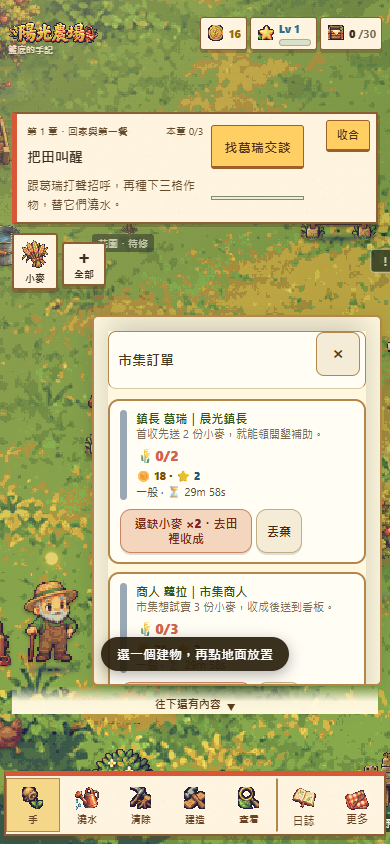 陽光農場
籃底的手記
16
Lv 1
0 /30
第 1 章 · 回家與第一餐
本章 0/3
把田叫醒
跟葛瑞打聲招呼，再種下三格作
物，替它們澆水。
找葛瑞交談
收合
小麥
+
全部
花圃 · 待修
!
市集訂單
×
鎮長 葛瑞｜晨光鎮長
首收先送 2 份小麥，就能領開墾補助。
0/2
18 · 2
一般 · 29m 58s
還缺小麥 ×2 · 去田
裡收成
丟棄
商人 蘿拉｜市集商人
市集想試賣 3 份小麥，收成後送到看板。
0/3
選一個建物，再點地面放置
往下還有內容 ▼
手
澆水
清除
建造
查看
日誌
更多